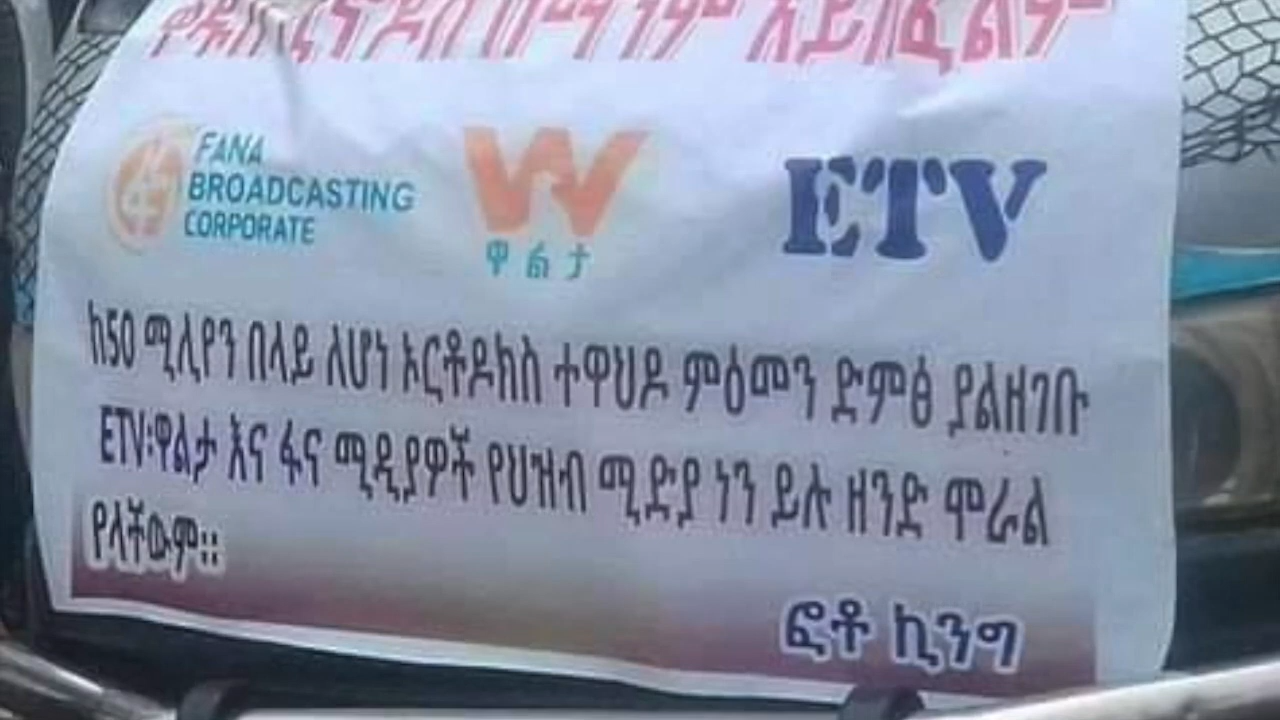 አይከፈልም
FANA
BROADCASTING
CORPORATE
ዋልታ
ETV
ከ50 ሚሊየን በላይ ለሆነ ኦርቶዶክስ ተዋህዶ ምዕመን ድምፅ ያልዘገቡ
ETV፡ዋልታ እና ፋና ሚዲያዎች የህዝብ ሚድያ ነን ይሉ ዘንድ ሞራል
የላቸውም።
ፎቶ ኪንግ